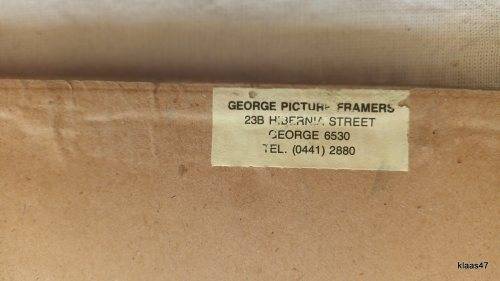 GEORGE PICTURE FRAMERS
23B HIBERNIA STREET
GEORGE 6530
TEL. (0441) 2880
klaas47